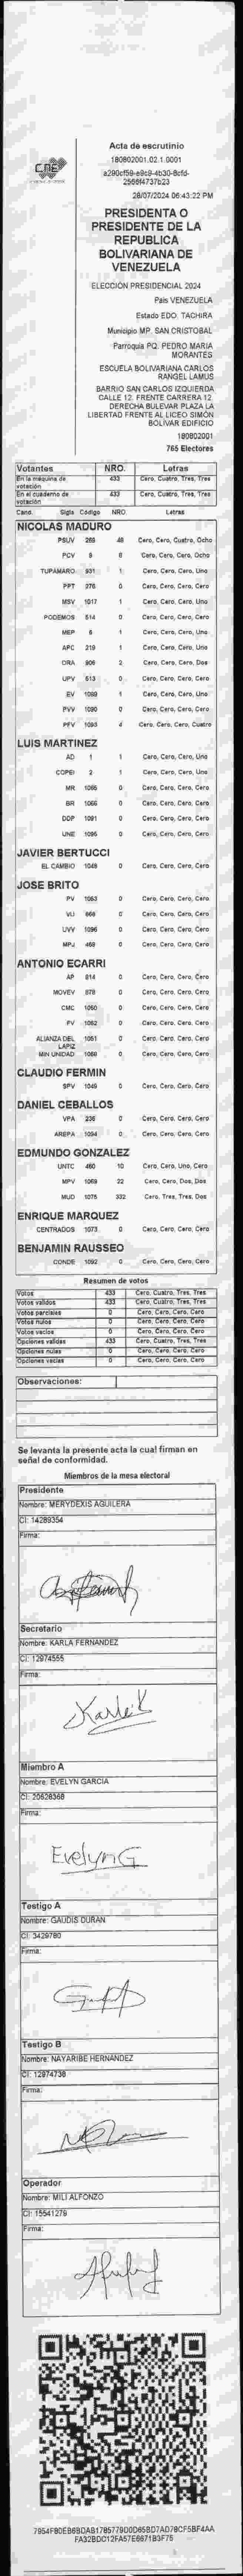 CNE
Acta de escrutinio
180802001.02.1.0001
a290cf59-e9c9-4b30-8cfd-
2566f4737b23
28/07/2024 06:43:22 PM
PRESIDENTA O
PRESIDENTE DE LA
REPUBLICA
BOLIVARIANA DE
VENEZUELA
ELECCIÓN PRESIDENCIAL 2024
País VENEZUELA
Estado EDO. TACHIRA
Municipio MP. SAN CRISTOBAL
Parroquia PQ. PEDRO MARIA
MORANTES
ESCUELA BOLIVARIANA CARLOS
RANGEL LAMUS
BARRIO SAN CARLOS IZQUIERDA
CALLE 12. FRENTE CARRERA 12.
DERECHA BULEVAR PLAZA LA
LIBERTAD FRENTE AL LICEO SIMÓN
BOLÍVAR EDIFICIO
180802001
765 Electores
Votantes NRO. Letras
En la máquina de votación 433 Cero, Cuatro, Tres, Tres
En el cuaderno de votación 433 Cero, Cuatro, Tres, Tres
Cand. Sigla Código NRO. Letras
NICOLAS MADURO
PSUV 269 48 Cero, Cero, Cuatro, Ocho
PCV 8 Cero, Cero, Cero, Ocho
TUPAMARO 931 1 Cero, Cero, Cero, Uno
PPT 276 0 Cero, Cero, Cero, Cero
MSV 1017 1 Cero, Cero, Cero, Uno
PODEMOS 514 0 Cero, Cero, Cero, Cero
MEP 6 1 Cero, Cero, Cero, Uno
APC 219 1 Cero, Cero, Cero, Uno
ORA 906 2 Cero, Cero, Cero, Dos
UPV 513 0 Cero, Cero, Cero, Cero
EV 1089 1 Cero, Cero, Cero, Uno
PVV 1090 0 Cero, Cero, Cero, Cero
PFV 1093 4 Cero, Cero, Cero, Cuatro
LUIS MARTINEZ
AD 1 1 Cero, Cero, Cero, Uno
COPEI 2 1 Cero, Cero, Cero, Uno
MR 1065 0 Cero, Cero, Cero, Cero
BR 1066 0 Cero, Cero, Cero, Cero
DDP 1091 0 Cero, Cero, Cero, Cero
UNE 1095 0 Cero, Cero, Cero, Cero
JAVIER BERTUCCI
EL CAMBIO 1048 0 Cero, Cero, Cero, Cero
JOSE BRITO
PV 1063 0 Cero, Cero, Cero, Cero
VU 668 0 Cero, Cero, Cero, Cero
UVV 1096 0 Cero, Cero, Cero, Cero
MPJ 468 0 Cero, Cero, Cero, Cero
ANTONIO ECARRI
AP 814 0 Cero, Cero, Cero, Cero
MOVEV 878 0 Cero, Cero, Cero, Cero
CMC 1050 0 Cero, Cero, Cero, Cero
FV 1052 0 Cero, Cero, Cero, Cero
ALIANZA DEL LAPIZ 1051 0 Cero, Cero, Cero, Cero
MIN UNIDAD 1068 0 Cero, Cero, Cero, Cero
CLAUDIO FERMIN
SPV 1049 0 Cero, Cero, Cero, Cero
DANIEL CEBALLOS
VPA 236 0 Cero, Cero, Cero, Cero
AREPA 1094 0 Cero, Cero, Cero, Cero
EDMUNDO GONZALEZ
UNTC 460 10 Cero, Cero, Uno, Cero
MPV 1069 22 Cero, Cero, Dos, Dos
MUD 1075 332 Cero, Tres, Tres, Dos
ENRIQUE MARQUEZ
CENTRADOS 1073 0 Cero, Cero, Cero, Cero
BENJAMIN RAUSSEO
CONDE 1092 0 Cero, Cero, Cero, Cero
Resumen de votos
Votos 433 Cero, Cuatro, Tres, Tres
Votos válidos 433 Cero, Cuatro, Tres, Tres
Votos parciales 0 Cero, Cero, Cero, Cero
Votos nulos 0 Cero, Cero, Cero, Cero
Votos vacíos 0 Cero, Cero, Cero, Cero
Opciones válidas 433 Cero, Cuatro, Tres, Tres
Opciones nulas 0 Cero, Cero, Cero, Cero
Opciones vacías 0 Cero, Cero, Cero, Cero
Observaciones:
Se levanta la presente acta la cual firman en
señal de conformidad.
Miembros de la mesa electoral
Presidente
Nombre: MERYDEXIS AGUILERA
CI: 14289354
Firma:
Secretario
Nombre: KARLA FERNANDEZ
CI: 12974555
Firma:
Karla
Miembro A
Nombre: EVELYN GARCIA
CI: 20626368
Firma:
Evelyn G
Testigo A
Nombre: GAUDIS DURAN
CI: 3429780
Firma:
Testigo B
Nombre: NAYARIBE HERNANDEZ
CI: 12974738
Firma:
Operador
Nombre: MILI ALFONZO
CI: 15541279
Firma:
7954F80EB6BDAB178577900D65BD7AD79CF5BF4AA
FA32BDC12FA57E6671B3F75